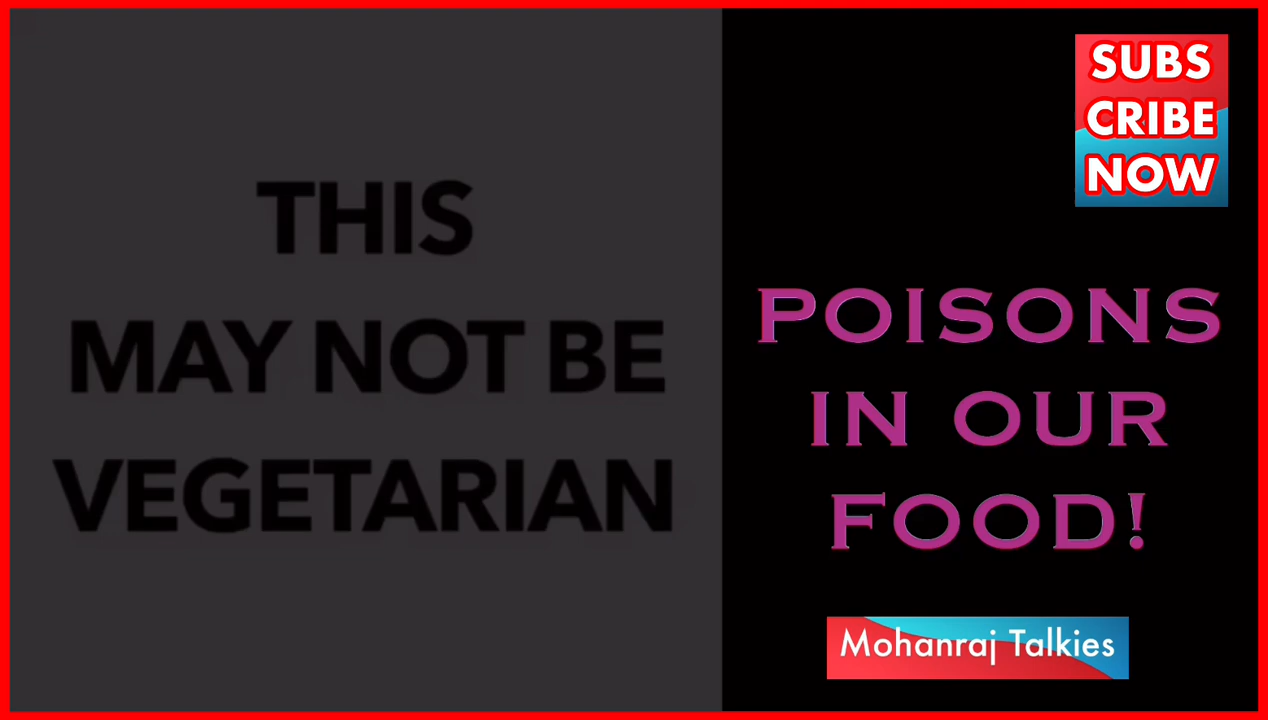 THIS
MAY NOT BE
VEGETARIAN
SUBS
CRIBE
NOW
POISONS
IN OUR
FOOD!
Mohanraj Talkies